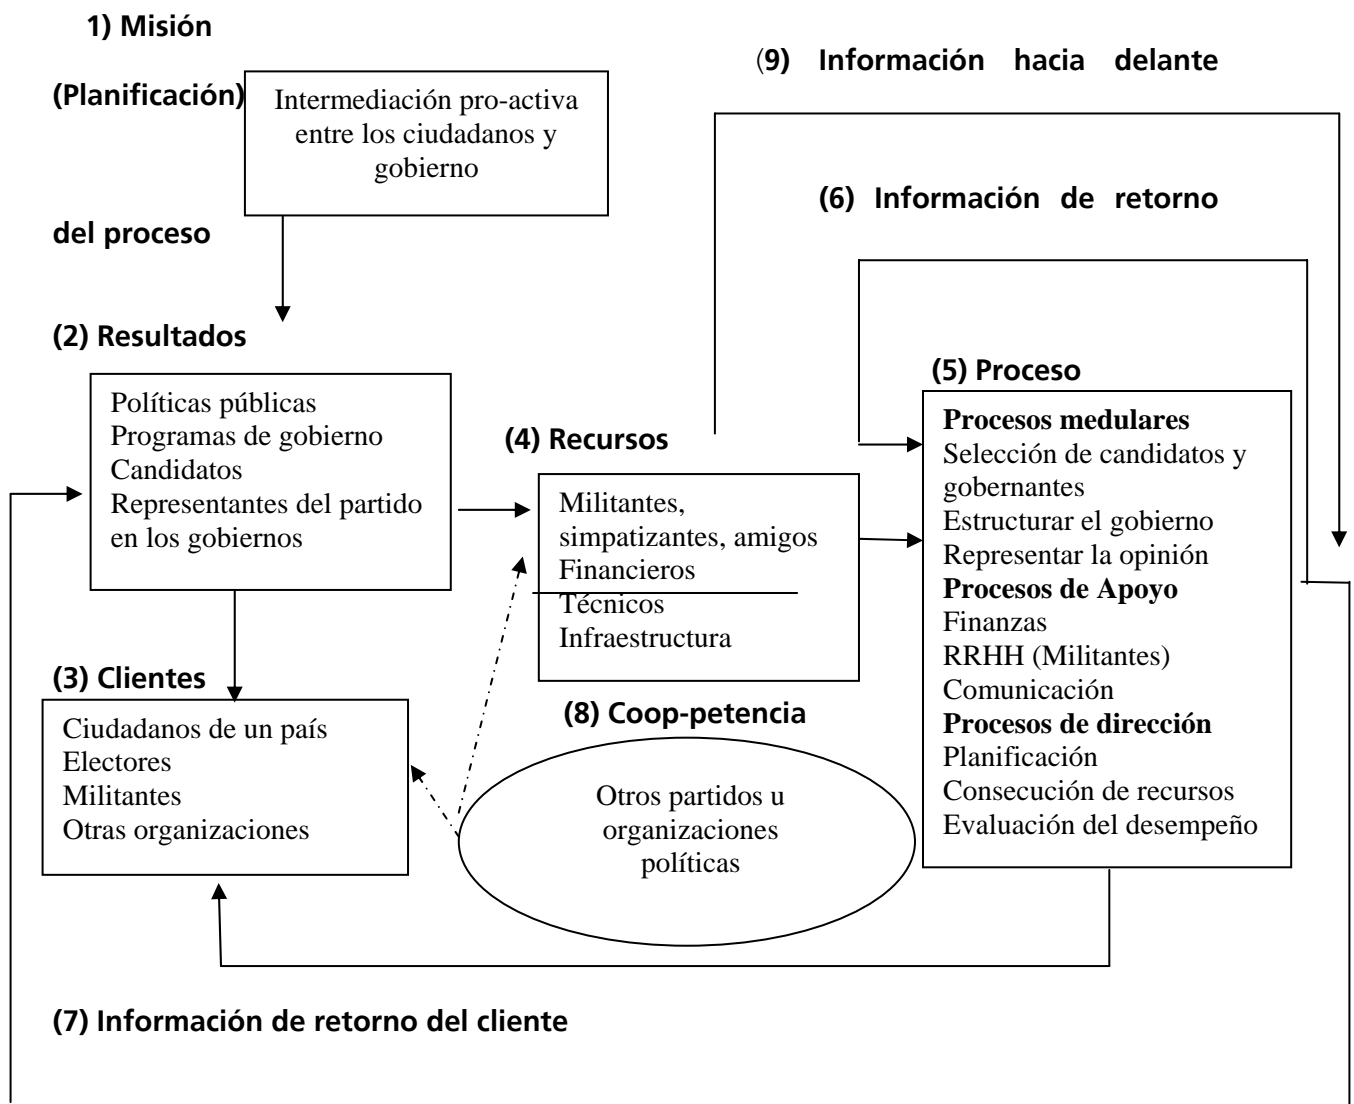 1) Misión
(Planificación)
Intermediación pro-activa
entre los ciudadanos y
gobierno
del proceso
(9) Información hacia delante
(6) Información de retorno
(2) Resultados
Políticas públicas
Programas de gobierno
Candidatos
Representantes del partido
en los gobiernos
(4) Recursos
Militantes,
simpatizantes, amigos
Financieros
Técnicos
Infraestructura
(5) Proceso
Procesos medulares
Selección de candidatos y
gobernantes
Estructurar el gobierno
Representar la opinión
Procesos de Apoyo
Finanzas
RRHH (Militantes)
Comunicación
Procesos de dirección
Planificación
Consecución de recursos
Evaluación del desempeño
(3) Clientes
Ciudadanos de un país
Electores
Militantes
Otras organizaciones
(8) Coop-petencia
Otros partidos u
organizaciones
políticas
(7) Información de retorno del cliente